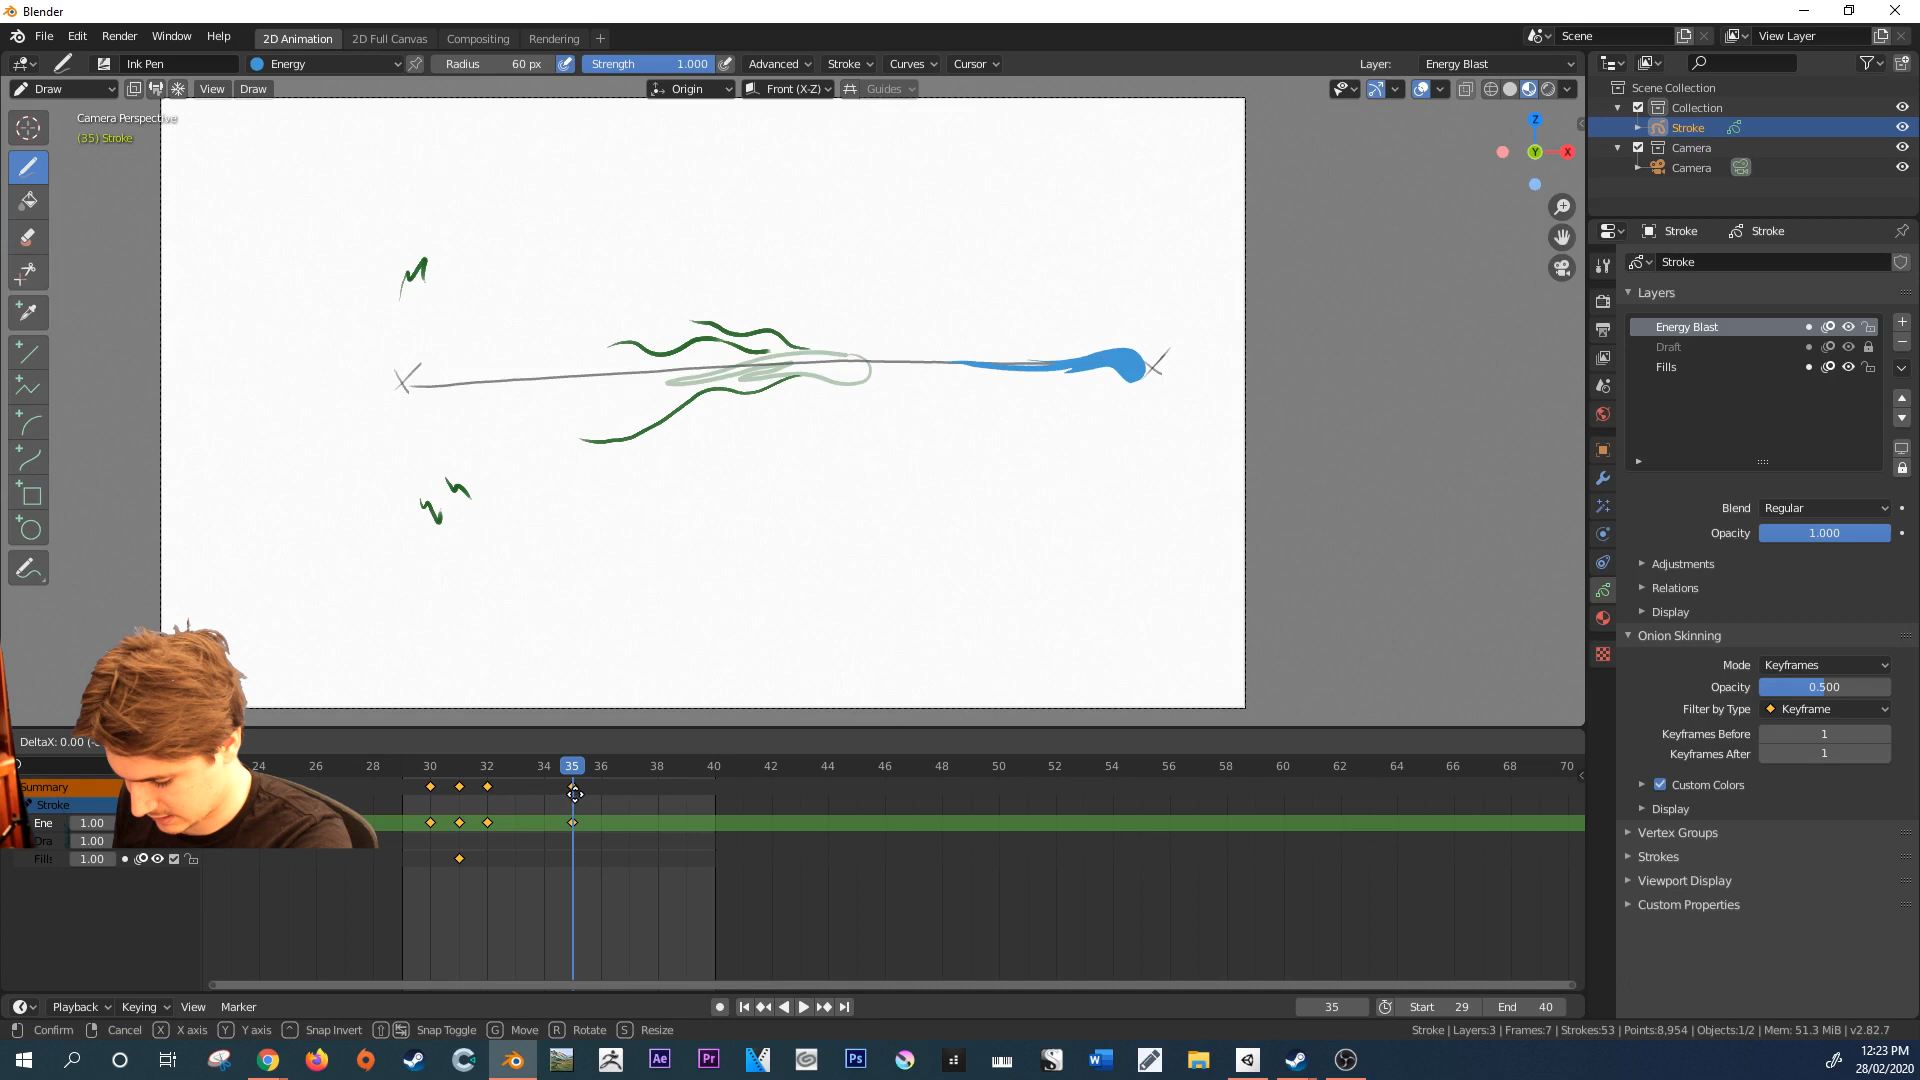 Blender
File Edit Render Window Help 2D Animation 2D Full Canvas Compositing Rendering + Scene View Layer
Ink Pen Energy Radius 60 px Strength 1.000 Advanced Stroke Curves Cursor Layer: Energy Blast
Draw View Draw Origin Front (X-Z) Guides
Camera Perspective
(35) Stroke
Z
Y X
Scene Collection
Collection
Stroke
Camera
Camera
Stroke Stroke
Stroke
Layers
Energy Blast
Draft
Fills
Blend Regular
Opacity 1.000
Adjustments
Relations
Display
Onion Skinning
Mode Keyframes
Opacity 0.500
Filter by Type Keyframe
Keyframes Before 1
Keyframes After 1
Custom Colors
Display
Vertex Groups
Strokes
Viewport Display
Custom Properties
DeltaX: 0.00
24 26 28 30 32 34 35 36 38 40 42 44 46 48 50 52 54 56 58 60 62 64 66 68 70
Summary
Stroke
Ene 1.00
Dra 1.00
Fills 1.00
Playback Keying View Marker 35 Start 29 End 40
Confirm Cancel X X axis Y Y axis Snap Invert Snap Toggle G Move R Rotate S Resize Stroke | Layers:3 | Frames:7 | Strokes:53 | Points:8,954 | Objects:1/2 | Mem: 51.3 MiB | v2.82.7
Ae Pr Ps
12:23 PM
28/02/2020